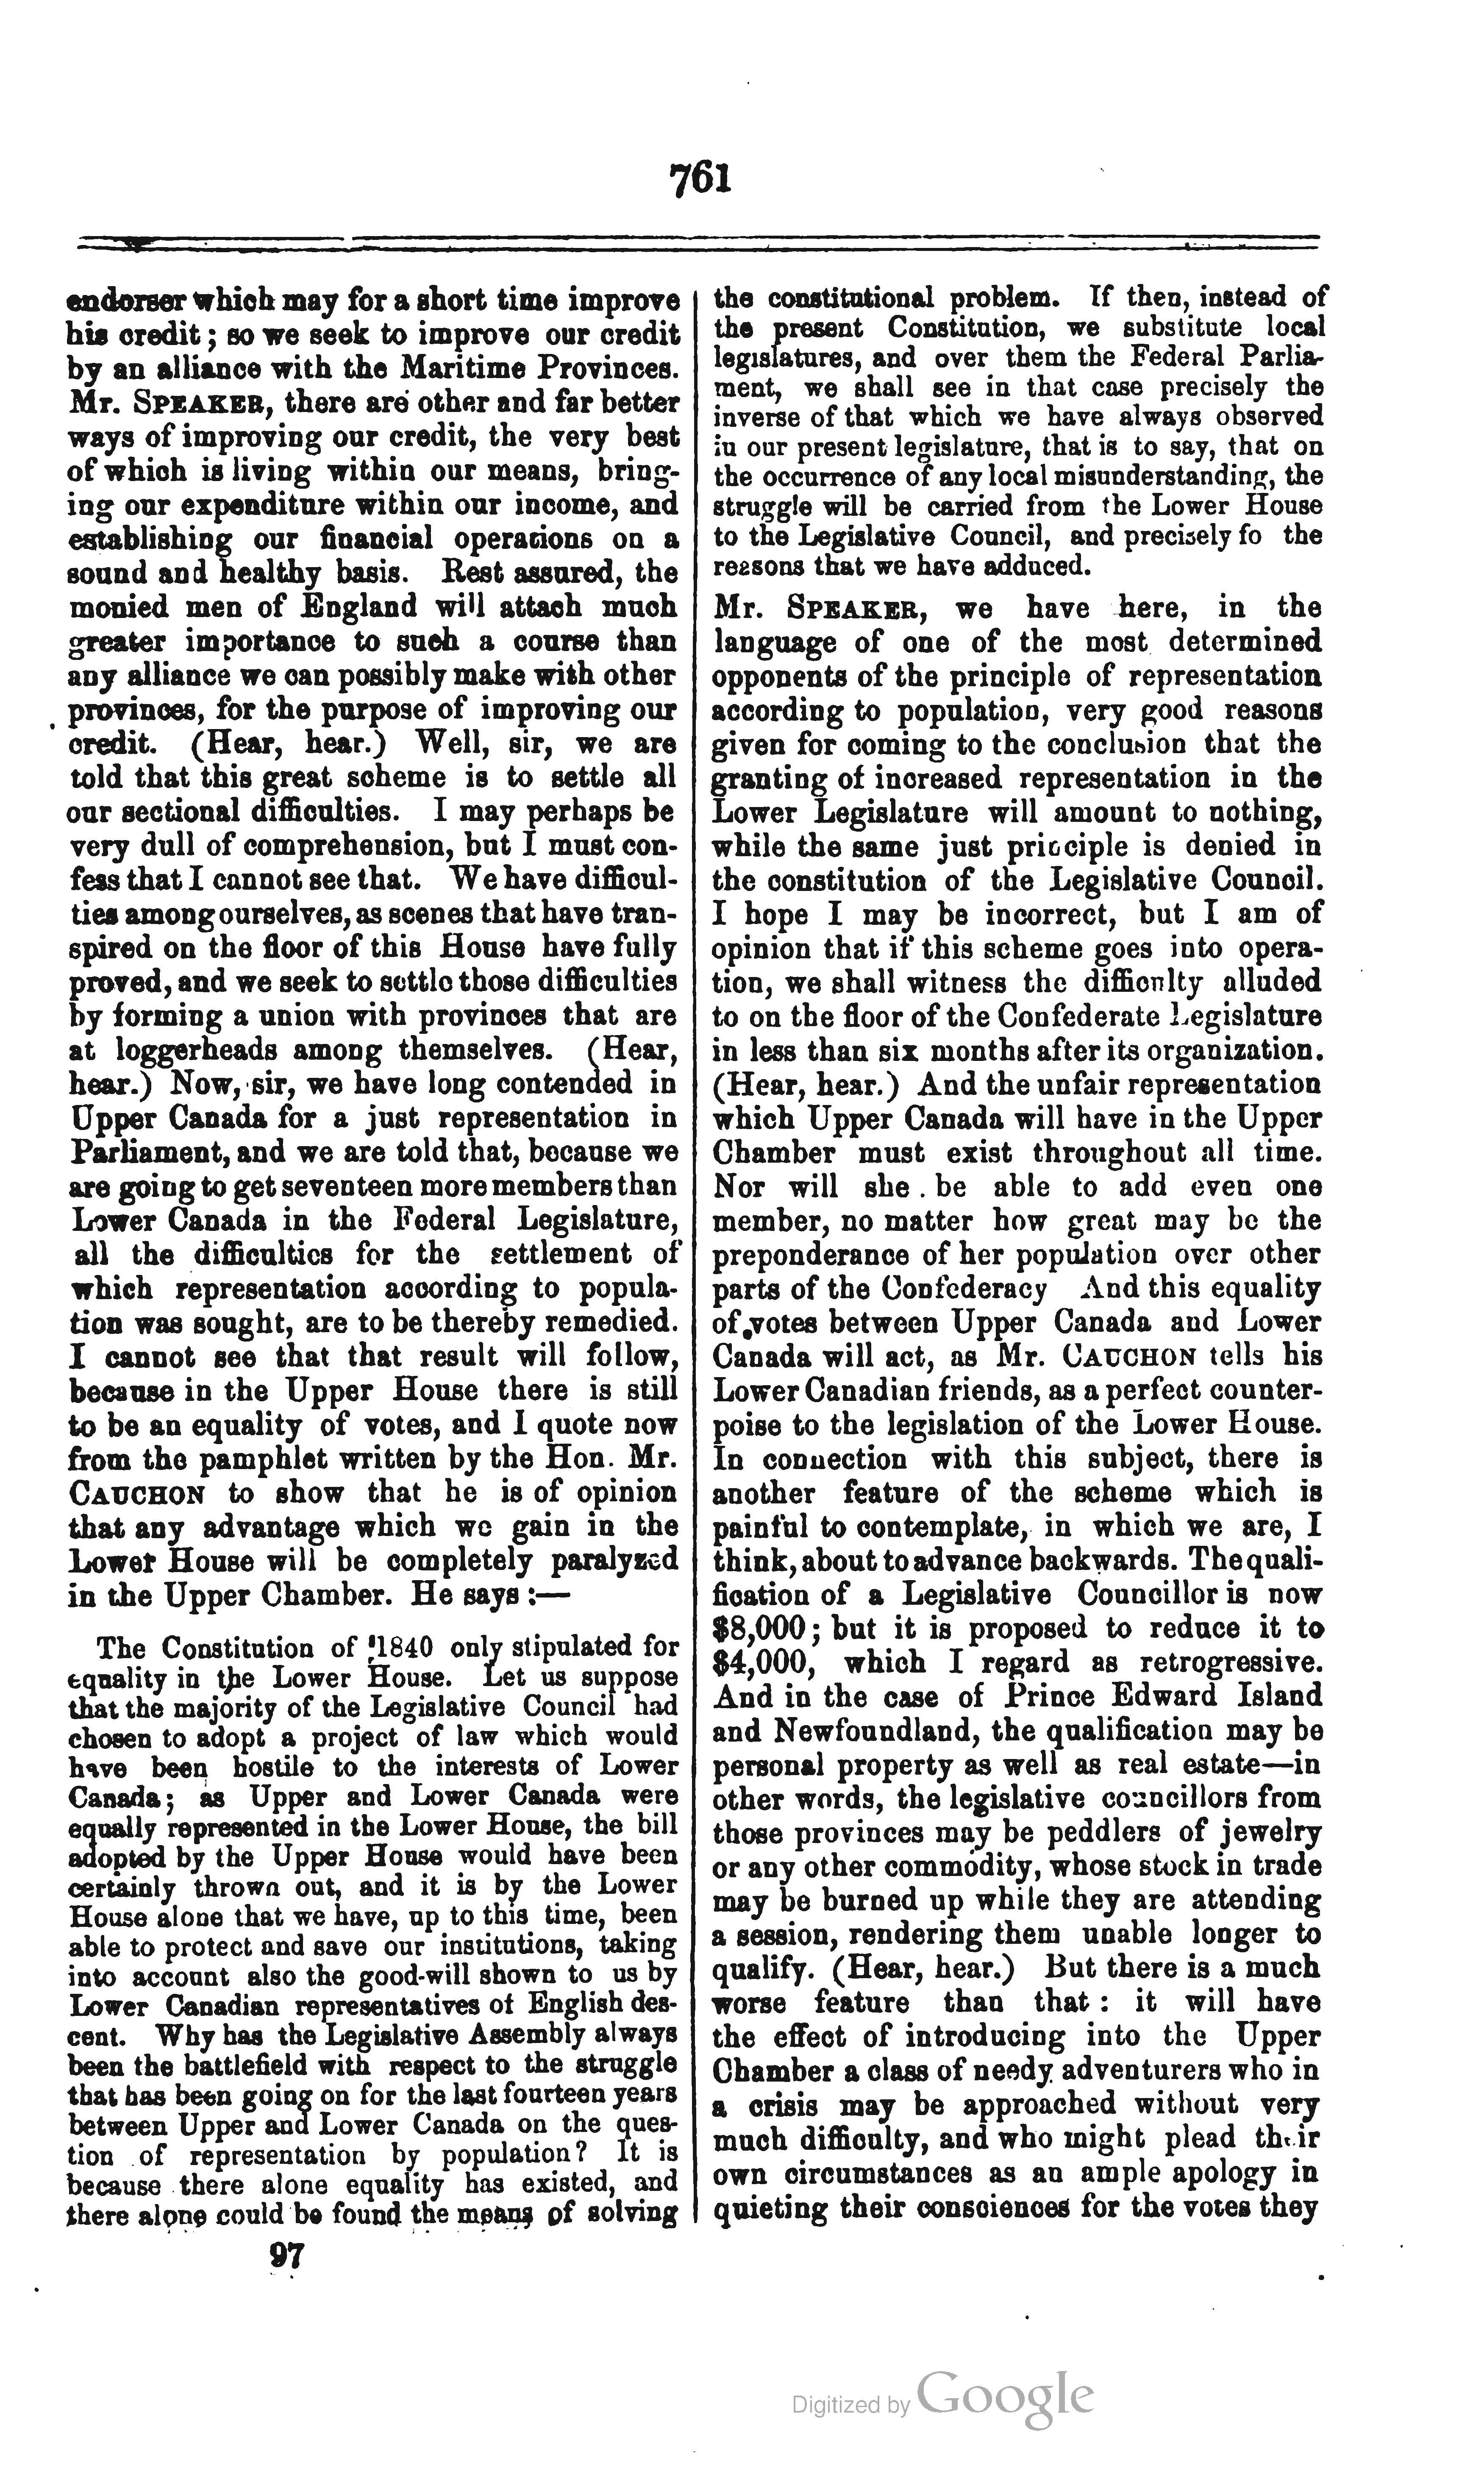 761
endorser which may for a short time improve
his credit; so we seek to improve our credit
by an alliance with the Maritime Provinces.
Mr. SPEAKER, there are other and far better
ways of improving our credit, the very best
of which is living within our means, bring-
ing our expenditure within our income, and
establishing our financial operations on a
sound and healthy basis. Rest assured, the
monied men of England will attach much
greater importance to such a course than
any alliance we can possibly make with other
provinces, for the purpose of improving our
credit. (Hear, hear.) Well, sir, we are
told that this great scheme is to settle all
our sectional difficulties. I may perhaps be
very dull of comprehension, but I must con-
fess that I cannot see that. We have difficul-
ties among ourselves, as scenes that have tran-
spired on the floor of this House have fully
proved, and we seek to settle those difficulties
by forming a union with provinces that are
at loggerheads among themselves. (Hear,
hear.) Now, sir, we have long contended in
Upper Canada for a just representation in
Parliament, and we are told that, because we
are going to get seventeen more members than
Lower Canada in the Federal Legislature,
all the difficulties for the settlement of
which representation according to popula-
tion was sought, are to be thereby remedied.
I cannot see that that result will follow,
because in the Upper House there is still
to be an equality of votes, and I quote now
from the pamphlet written by the Hon. Mr.
CAUCHON to show that he is of opinion
that any advantage which we gain in the
Lower House will be completely paralyzed
in the Upper Chamber. He says :—
The Constitution of 1840 only stipulated for
equality in the Lower House. Let us suppose
that the majority of the Legislative Council had
chosen to adopt a project of law which would
have been hostile to the interests of Lower
Canada; as Upper and Lower Canada were
equally represented in the Lower House, the bill
adopted by the Upper House would have been
certainly thrown out, and it is by the Lower
House alone that we have, up to this time, been
able to protect and save our institutions, taking
into account also the good-will shown to us by
Lower Canadian representatives of English des-
cent. Why has the Legislative Assembly always
been the battlefield with respect to the struggle
that has been going on for the last fourteen years
between Upper and Lower Canada on the ques-
tion of representation by population? It is
because there alone equality has existed, and
there alone could be found the means of solving
97
the constitutional problem. If then, instead of
the present Constitution, we substitute local
legislatures, and over them the Federal Parlia-
ment, we shall see in that case precisely the
inverse of that which we have always observed
in our present legislature, that is to say, that on
the occurrence of any local misunderstanding, the
struggle will be carried from the Lower House
to the Legislative Council, and precisely fo the
reasons that we have adduced.
Mr. SPEAKER, we have here, in the
language of one of the most determined
opponents of the principle of representation
according to population, very good reasons
given for coming to the conclusion that the
granting of increased representation in the
Lower Legislature will amount to nothing,
while the same just principle is denied in
the constitution of the Legislative Council.
I hope I may be incorrect, but I am of
opinion that if this scheme goes into opera-
tion, we shall witness the difficulty alluded
to on the floor of the Confederate Legislature
in less than six months after its organization.
(Hear, hear.) And the unfair representation
which Upper Canada will have in the Upper
Chamber must exist throughout all time.
Nor will she be able to add even one
member, no matter how great may be the
preponderance of her population over other
parts of the Confederacy And this equality
of votes between Upper Canada and Lower
Canada will act, as Mr. CAUCHON tells his
Lower Canadian friends, as a perfect counter-
poise to the legislation of the Lower House.
In connection with this subject, there is
another feature of the scheme which is
painful to contemplate, in which we are, I
think, about to advance backwards. The quali-
fication of a Legislative Councillor is now
$8,000; but it is proposed to reduce it to
$4,000, which I regard as retrogressive.
And in the case of Prince Edward Island
and Newfoundland, the qualification may be
personal property as well as real estate—in
other words, the legislative councillors from
those provinces may be peddlers of jewelry
or any other commodity, whose stock in trade
may be burned up while they are attending
a session, rendering them unable longer to
qualify. (Hear, hear.) But there is a much
worse feature than that : it will have
the effect of introducing into the Upper
Chamber a class of needy adventurers who in
a crisis may be approached without very
much difficulty, and who might plead their
own circumstances as an ample apology in
quieting their consciences for the votes they
Digitized by Google